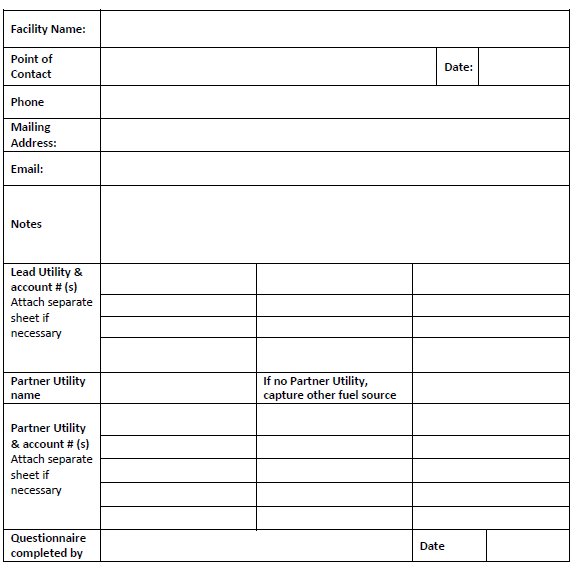 Facility Name:
Point of
Contact
Date:
Phone
Mailing
Address:
Email:
Notes
Lead Utility &
account # (s)
Attach separate
sheet if
necessary
Partner Utility
name
If no Partner Utility,
capture other fuel source
Partner Utility
& account # (s)
Attach separate
sheet if
necessary
Questionnaire
completed by
Date